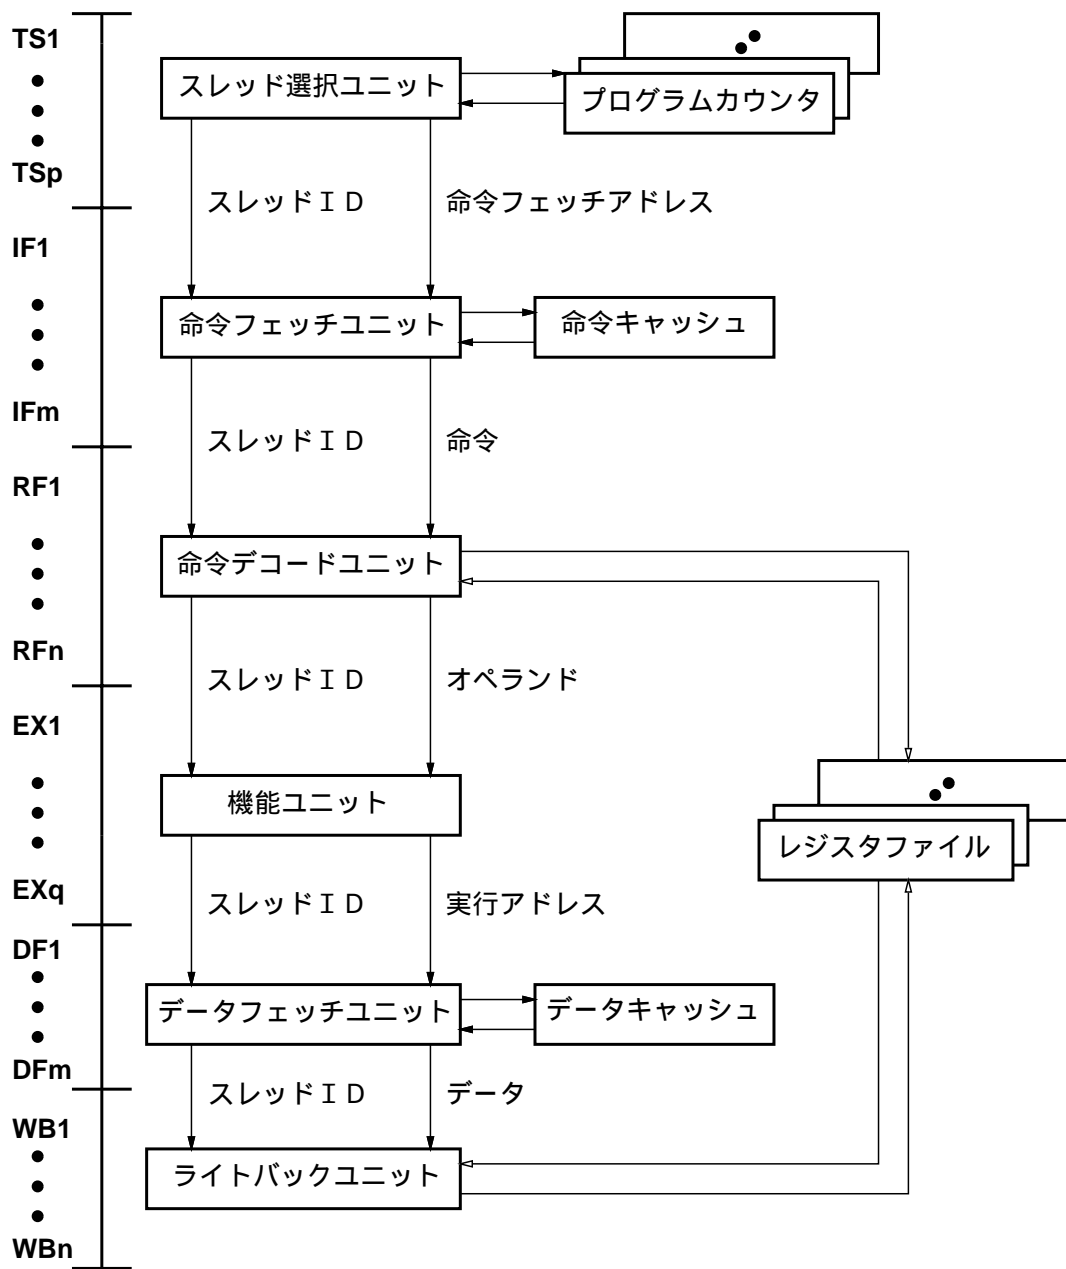 TS1
TSp
スレッド選択ユニット
プログラムカウンタ
スレッドＩＤ
命令フェッチアドレス
IF1
IFm
命令フェッチユニット
命令キャッシュ
スレッドＩＤ
命令
RF1
RFn
命令デコードユニット
スレッドＩＤ
オペランド
EX1
EXq
機能ユニット
レジスタファイル
スレッドＩＤ
実行アドレス
DF1
DFm
データフェッチユニット
データキャッシュ
スレッドＩＤ
データ
WB1
WBn
ライトバックユニット